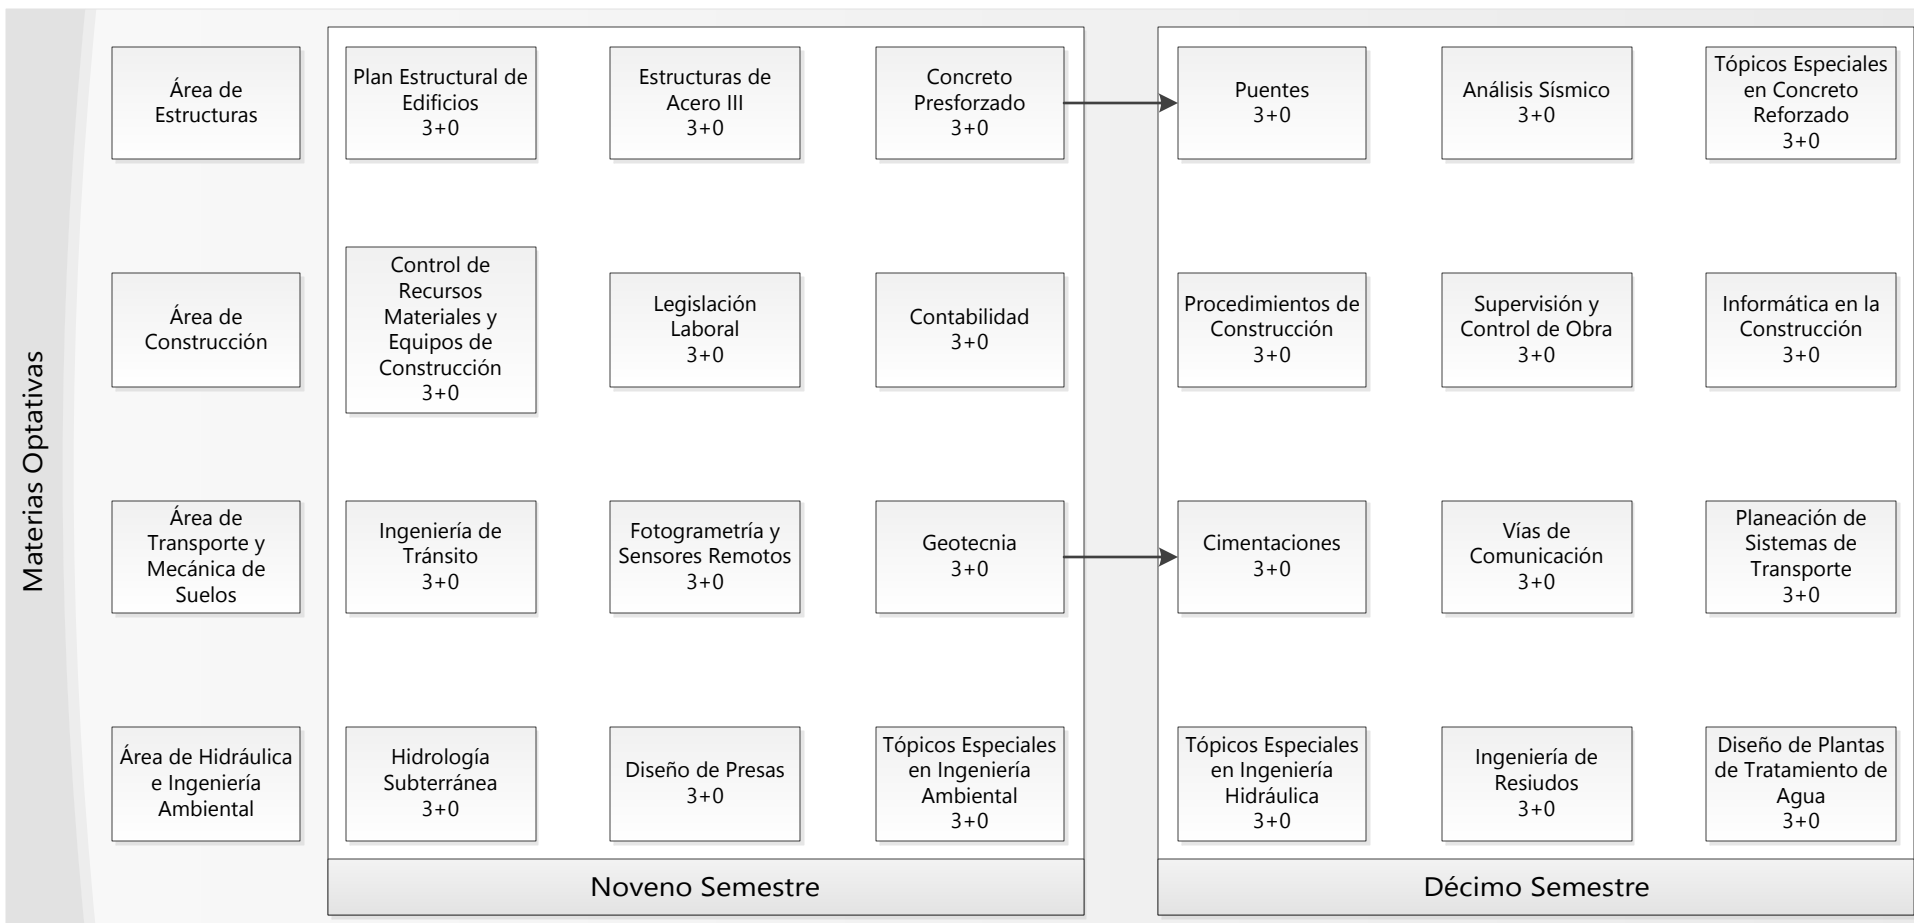 Materias Optativas
Área de
Estructuras
Plan Estructural de
Edificios
3+0
Estructuras de
Acero III
3+0
Concreto
Presforzado
3+0
Puentes
3+0
Análisis Sísmico
3+0
Tópicos Especiales
en Concreto
Reforzado
3+0
Área de
Construcción
Control de
Recursos
Materiales y
Equipos de
Construcción
3+0
Legislación
Laboral
3+0
Contabilidad
3+0
Procedimientos de
Construcción
3+0
Supervisión y
Control de Obra
3+0
Informática en la
Construcción
3+0
Área de
Transporte y
Mecánica de
Suelos
Ingeniería de
Tránsito
3+0
Fotogrametría y
Sensores Remotos
3+0
Geotecnia
3+0
Cimentaciones
3+0
Vías de
Comunicación
3+0
Planeación de
Sistemas de
Transporte
3+0
Área de Hidráulica
e Ingeniería
Ambiental
Hidrología
Subterránea
3+0
Diseño de Presas
3+0
Tópicos Especiales
en Ingeniería
Ambiental
3+0
Tópicos Especiales
en Ingeniería
Hidráulica
3+0
Ingeniería de
Resiudos
3+0
Diseño de Plantas
de Tratamiento de
Agua
3+0
Noveno Semestre
Décimo Semestre